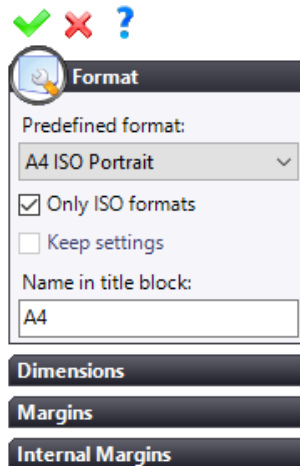 ?
Format
Predefined format:
A4 ISO Portrait
Only ISO formats
Keep settings
Name in title block:
A4
Dimensions
Margins
Internal Margins